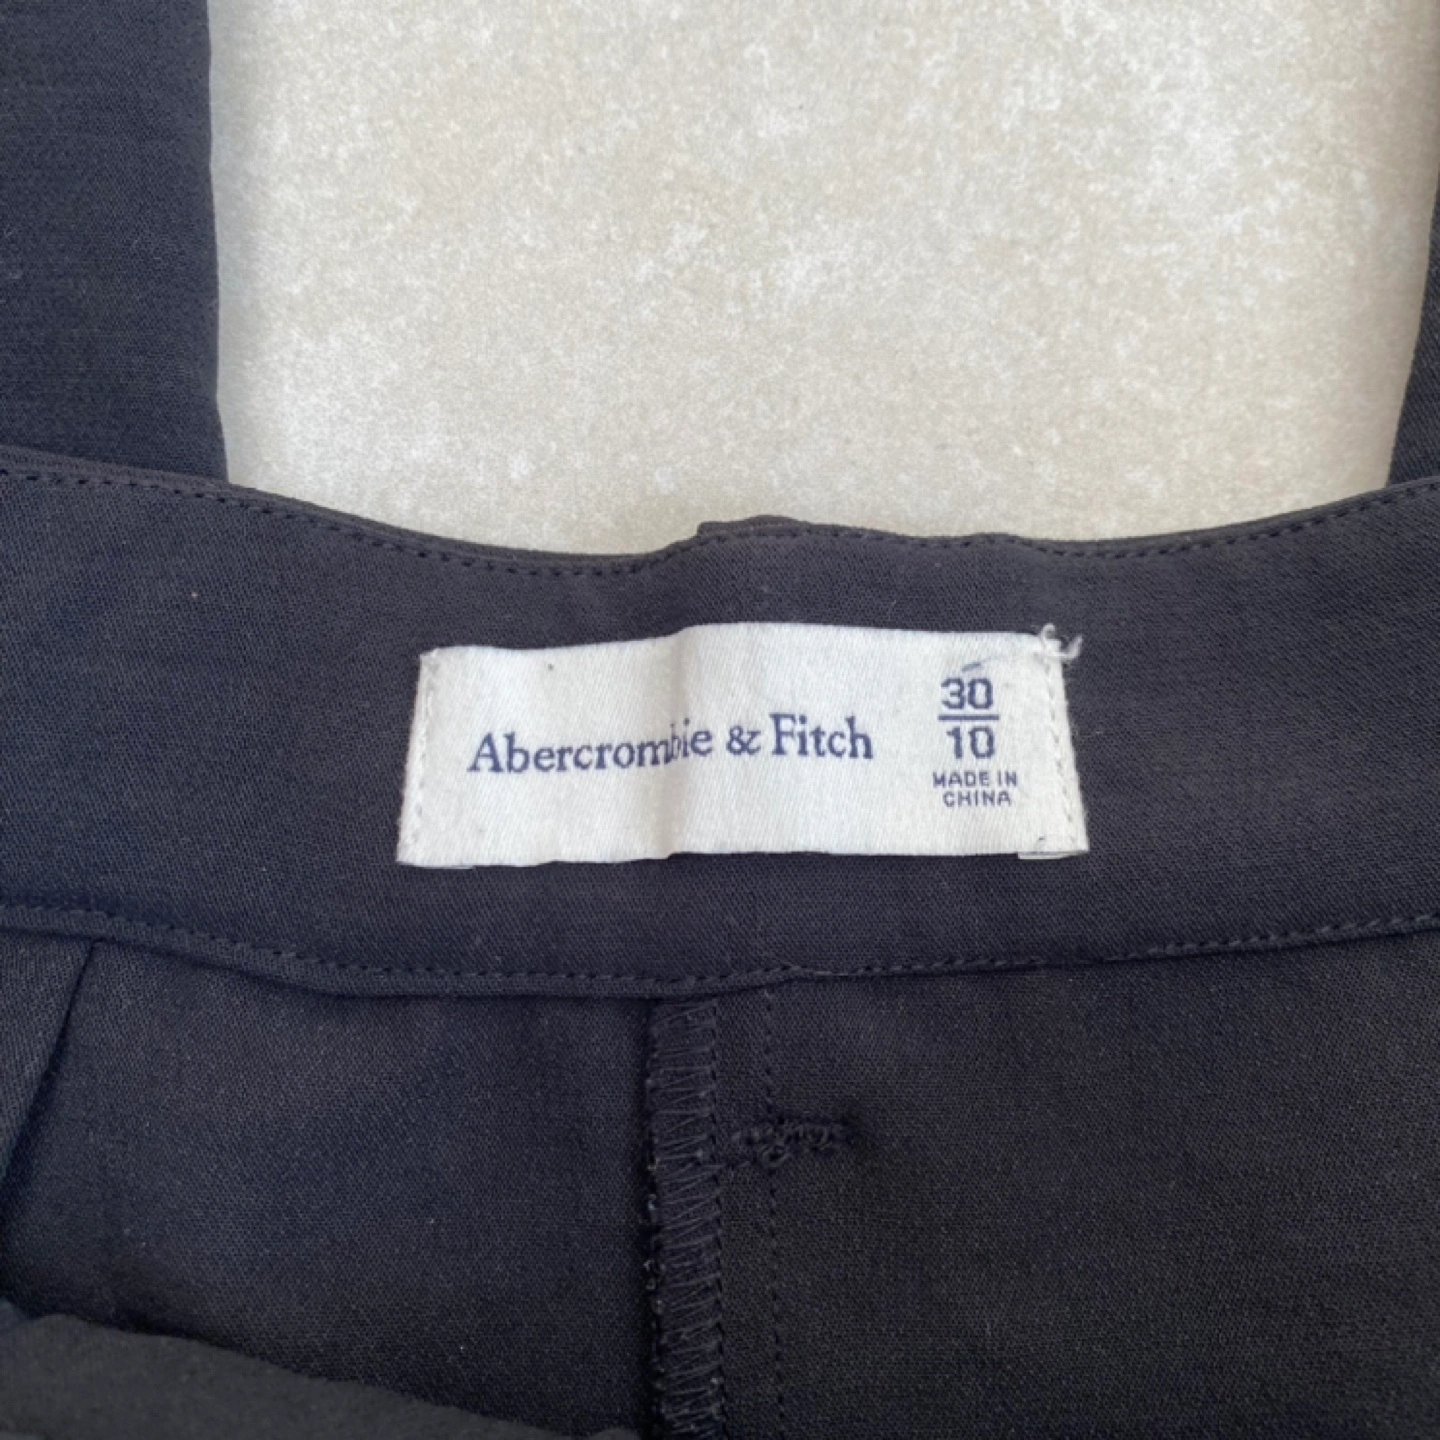 Abercrombie & Fitch
30
10
MADE IN
CHINA